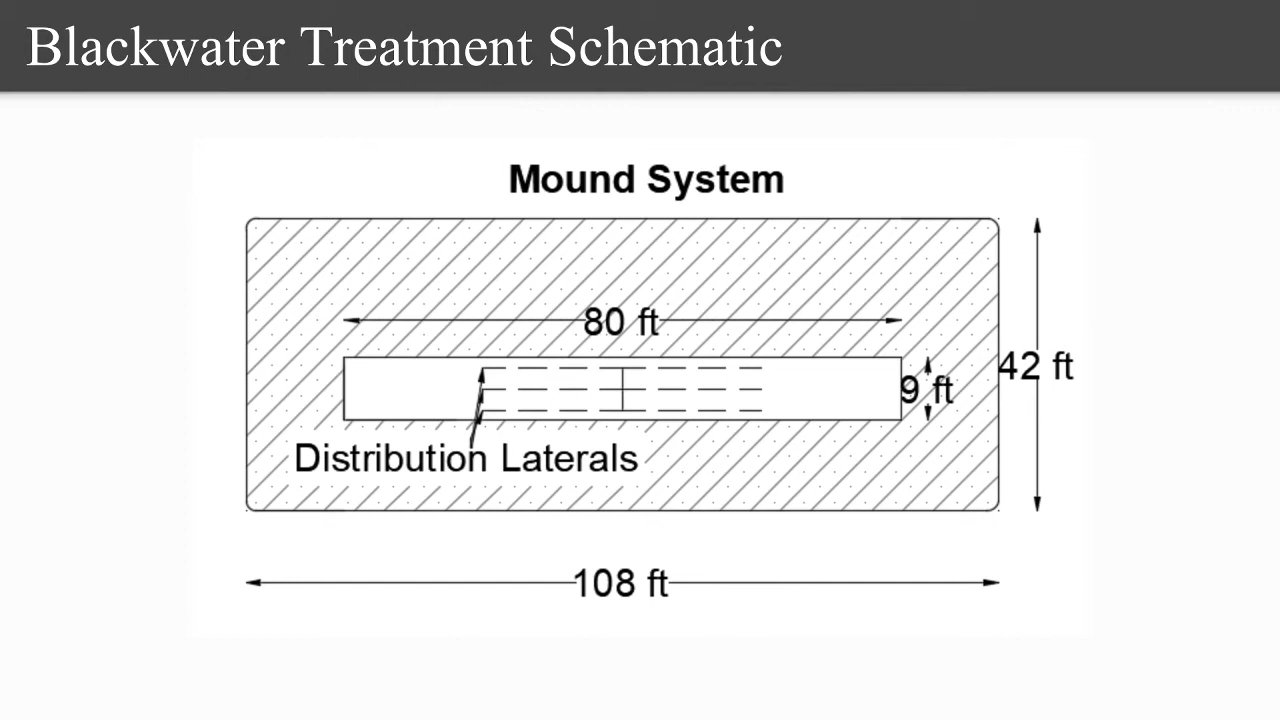 Blackwater Treatment Schematic
Mound System
80 ft
42 ft
9 ft
Distribution Laterals
108 ft